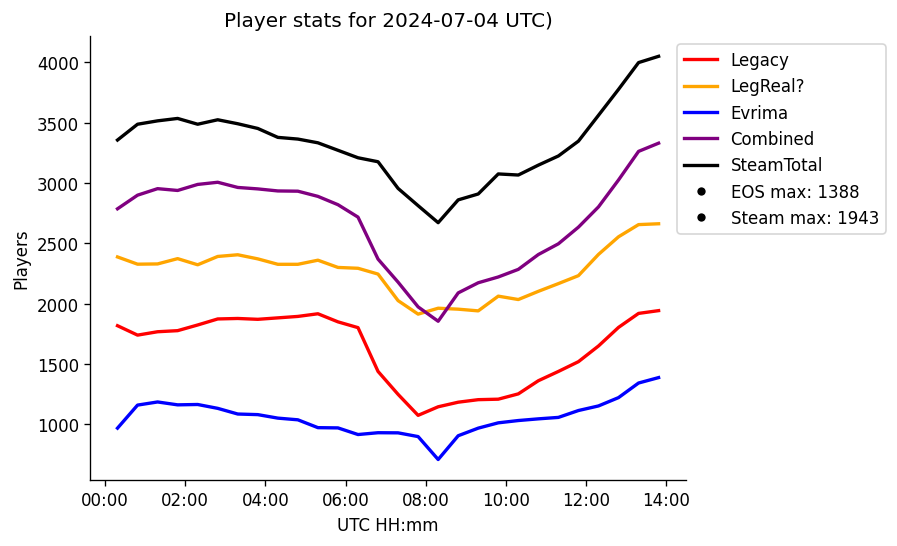 Player stats for 2024-07-04 UTC)
Players
4000
3500
3000
2500
2000
1500
1000
00:00 02:00 04:00 06:00 08:00 10:00 12:00 14:00
UTC HH:mm
Legacy
LegReal?
Evrima
Combined
SteamTotal
EOS max: 1388
Steam max: 1943